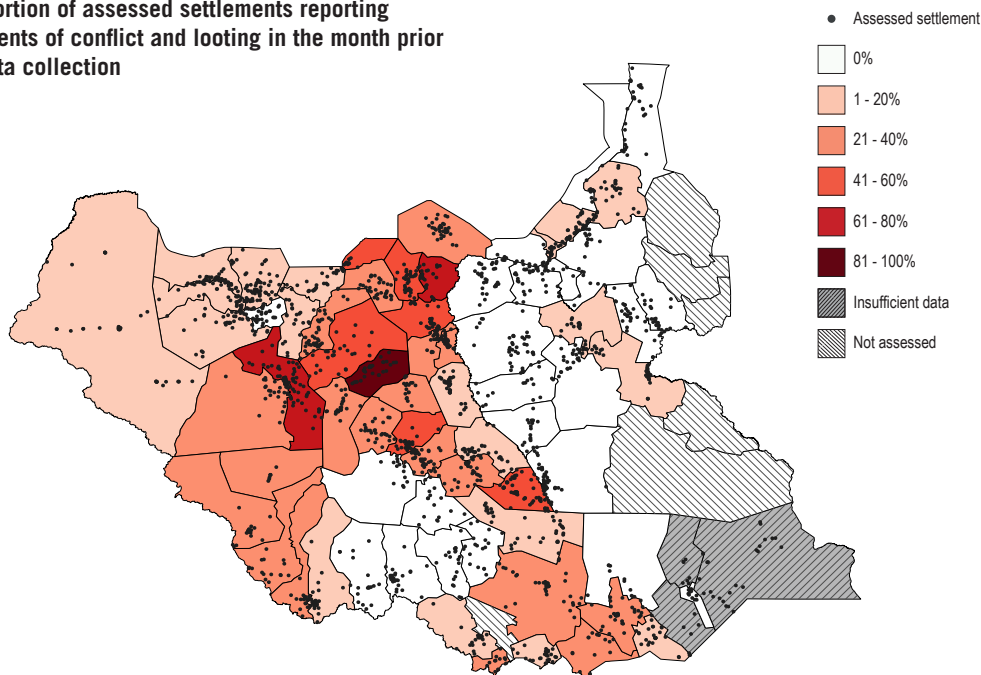 ortion of assessed settlements reporting
ents of conflict and looting in the month prior
ta collection
Assessed settlement
0%
1 - 20%
21 - 40%
41 - 60%
61 - 80%
81 - 100%
Insufficient data
Not assessed